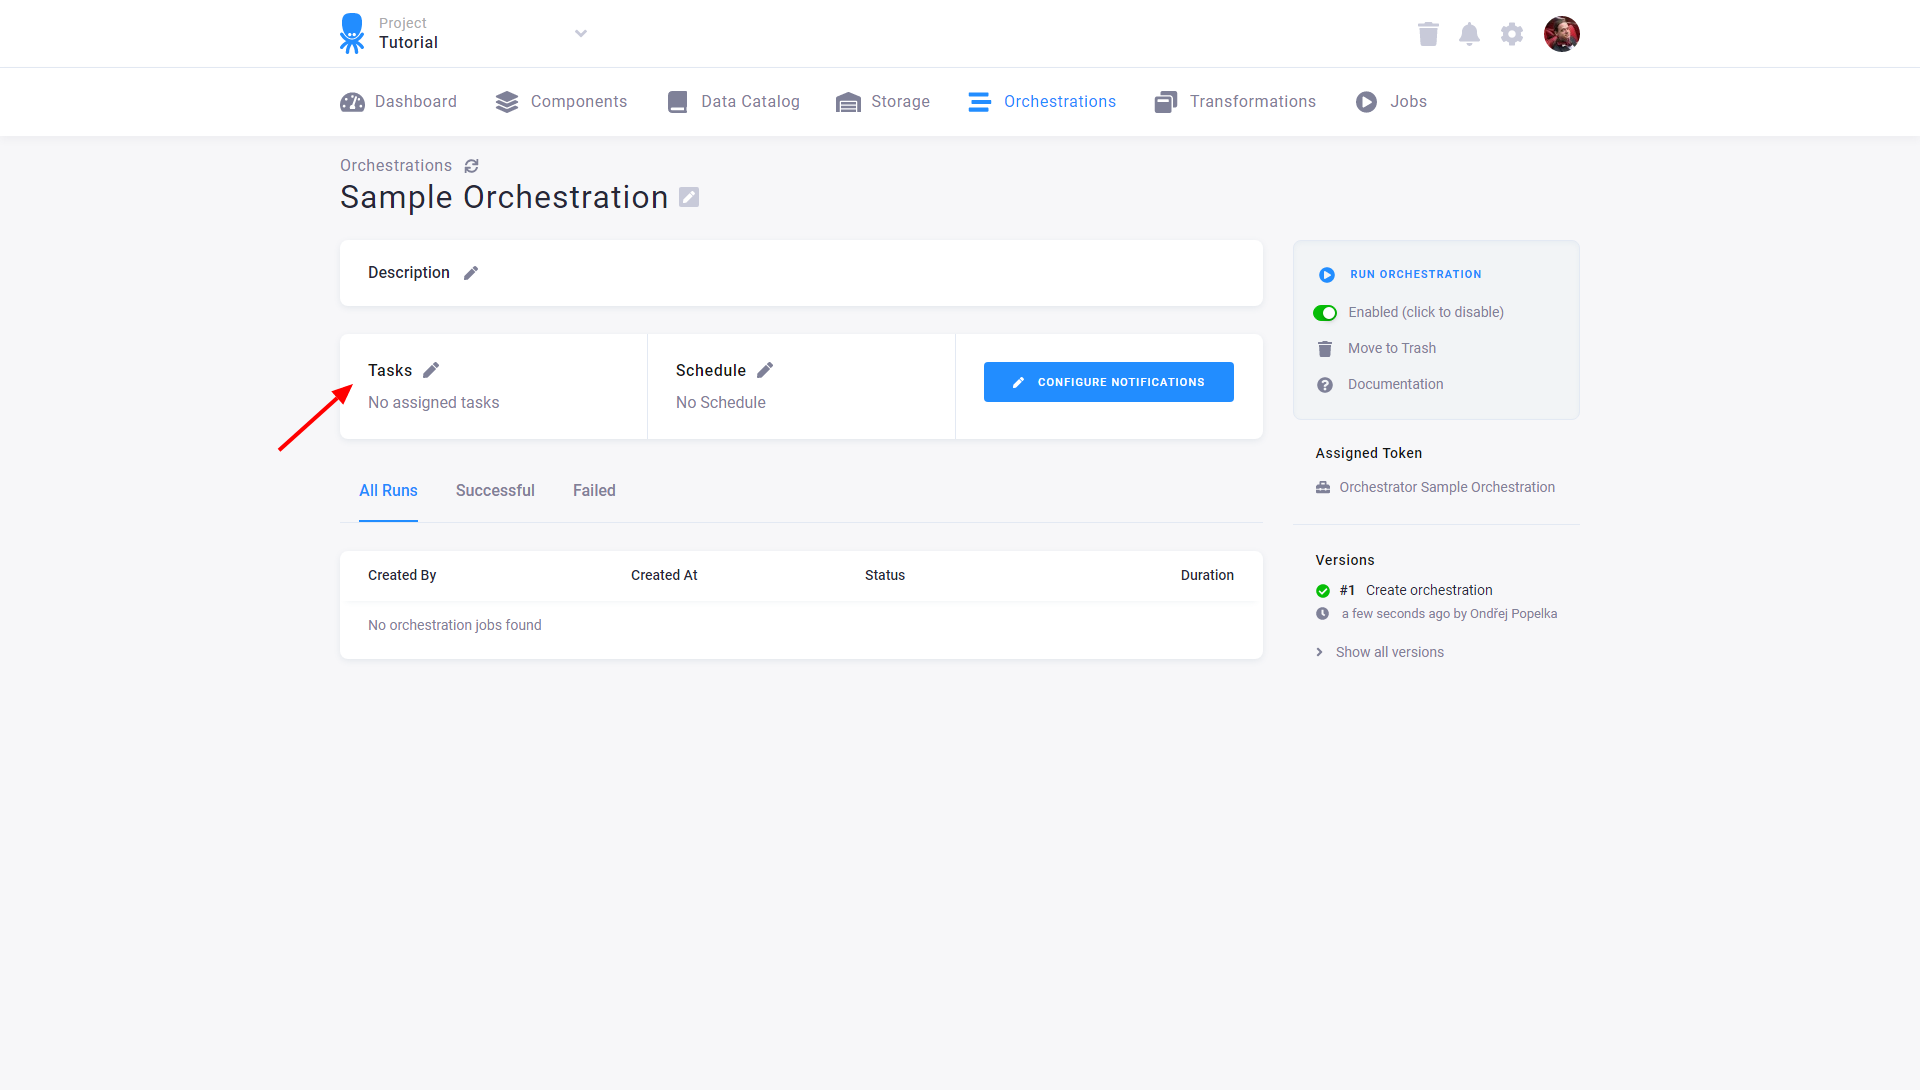 Project
Tutorial
Dashboard Components Data Catalog Storage Orchestrations Transformations Jobs
Orchestrations
Sample Orchestration
Description
Tasks
No assigned tasks
Schedule
No Schedule
CONFIGURE NOTIFICATIONS
All Runs Successful Failed
Created By Created At Status Duration
No orchestration jobs found
RUN ORCHESTRATION
Enabled (click to disable)
Move to Trash
Documentation
Assigned Token
Orchestrator Sample Orchestration
Versions
#1 Create orchestration
a few seconds ago by Ondřej Popelka
Show all versions